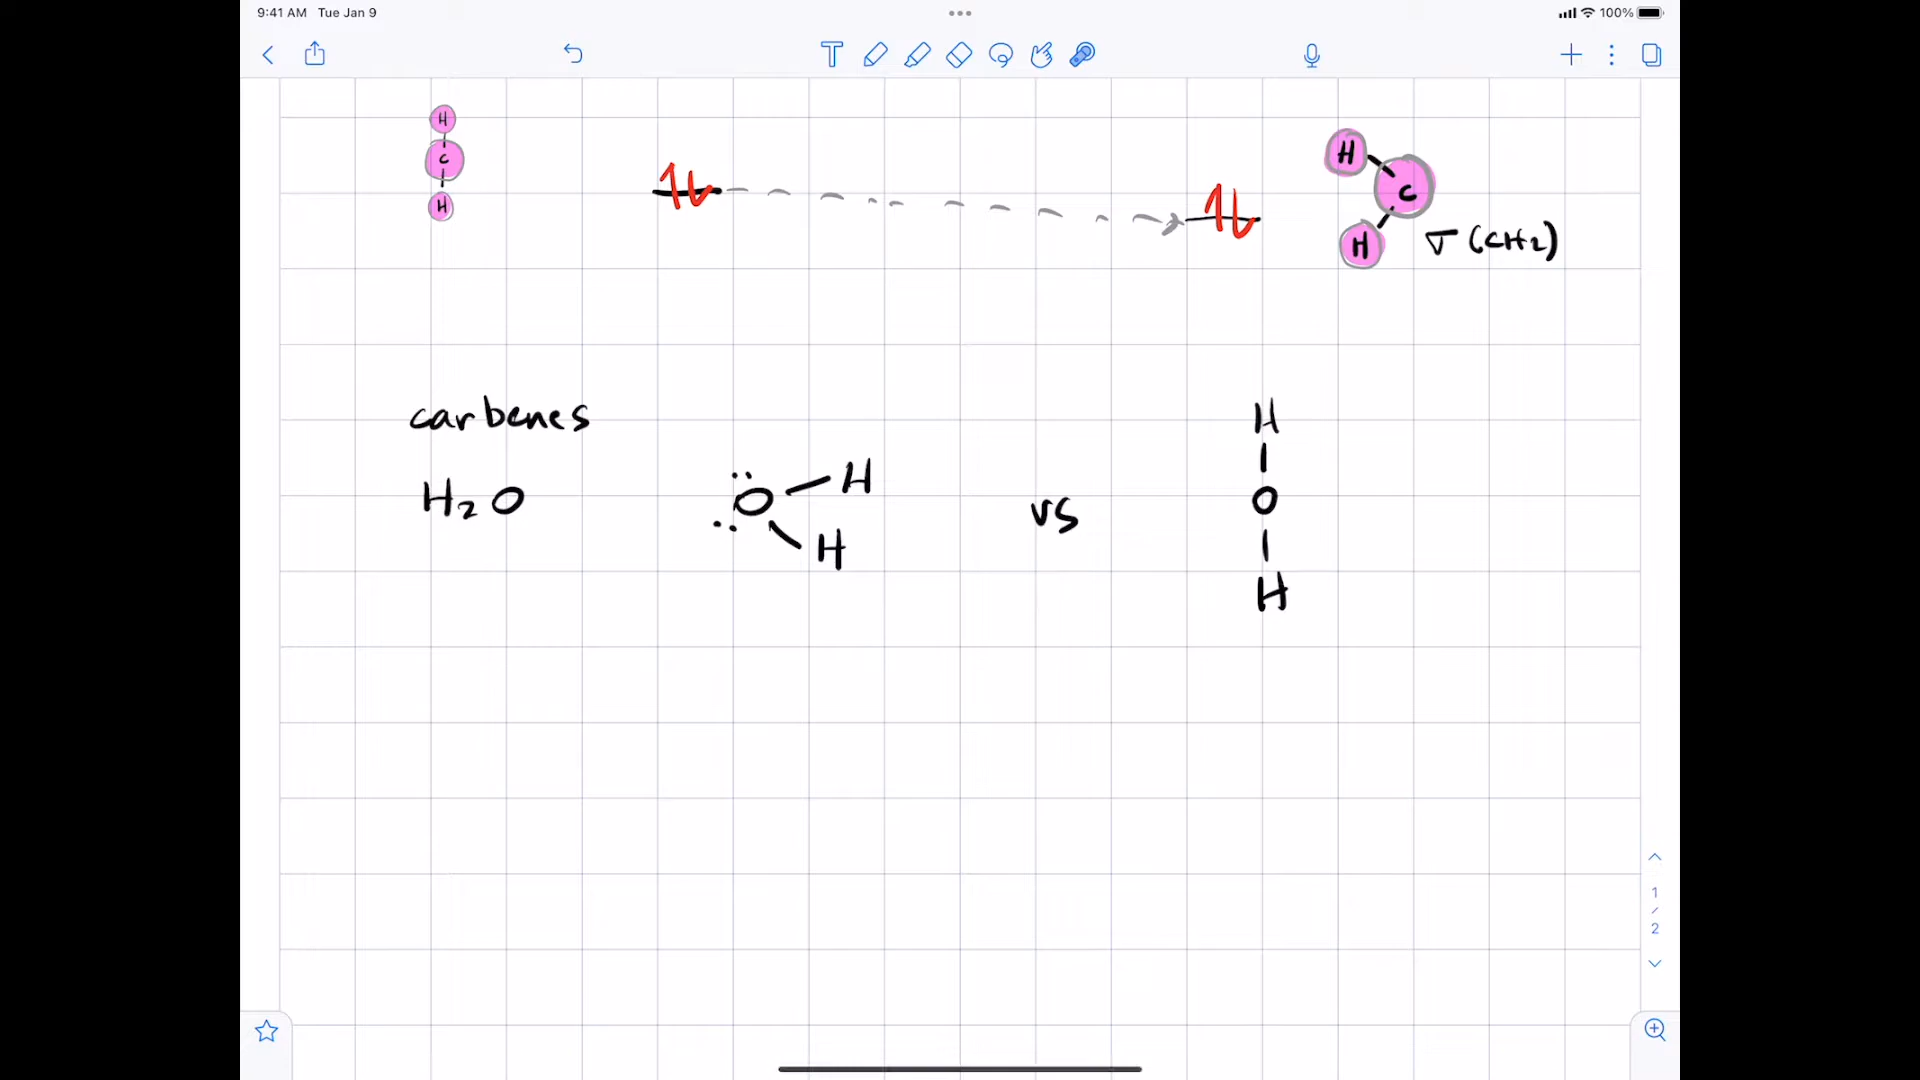 9:41 AM Tue Jan 9
100%
T
H
C
H
H
C
H
σ (CH2)
carbenes
H2O
O H
H
vs
H
O
H
1
/
2